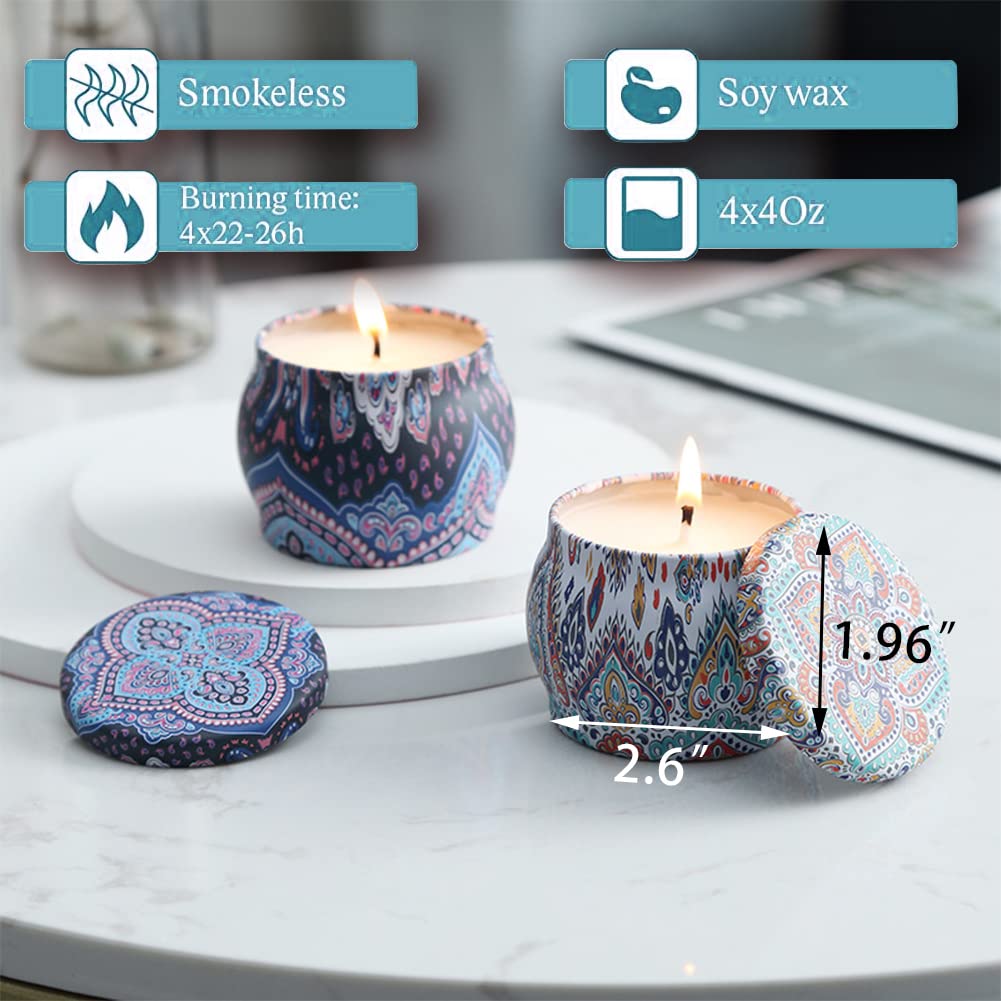 Smokeless
Soy wax
Burning time:
4x22-26h
4x4Oz
1.96"
2.6"